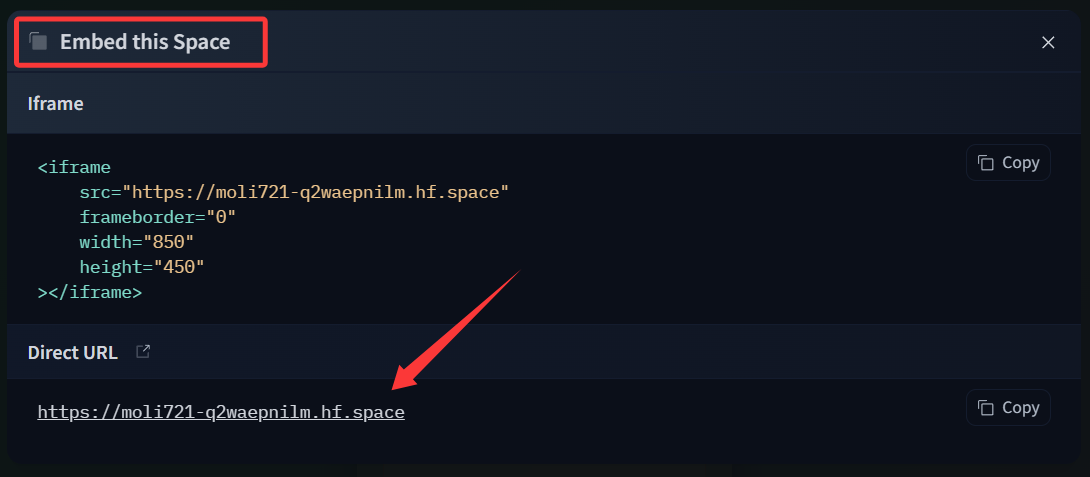 Embed this Space
Iframe
Copy
<iframe
src="https://moli721-q2waepnilm.hf.space"
frameborder="0"
width="850"
height="450"
></iframe>
Direct URL
Copy
https://moli721-q2waepnilm.hf.space